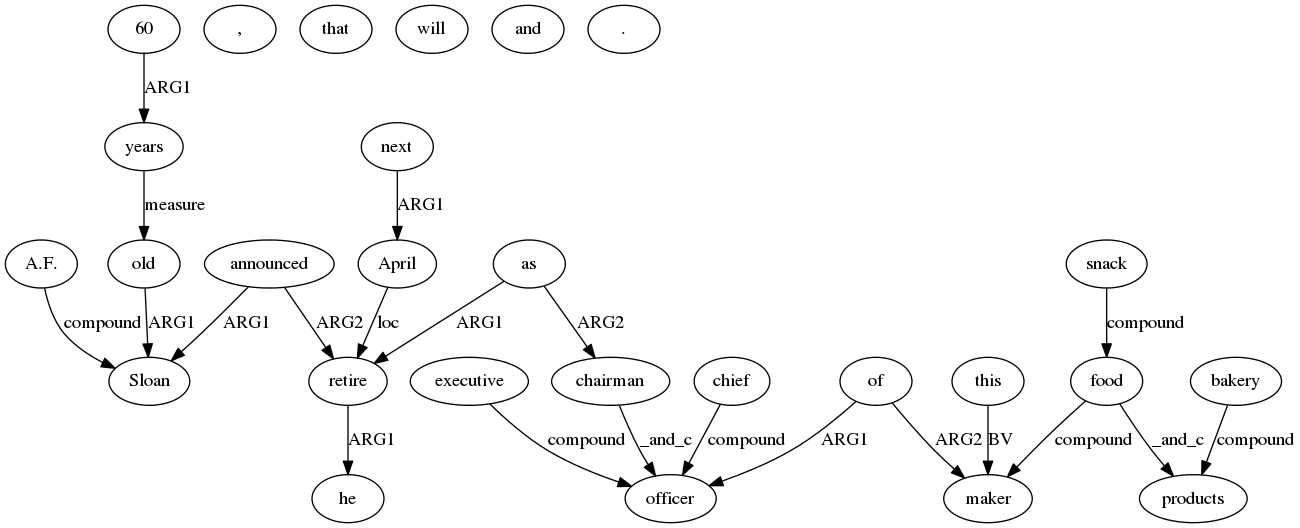 60 , that will and .
ARG1
years next
measure ARG1
A.F. old announced April as snack
compound ARG1 ARG1 ARG2 loc ARG1 ARG2 compound
Sloan retire executive chairman chief of this food bakery
ARG1 compound _and_c compound ARG1 ARG2 BV compound _and_c compound
he officer maker products